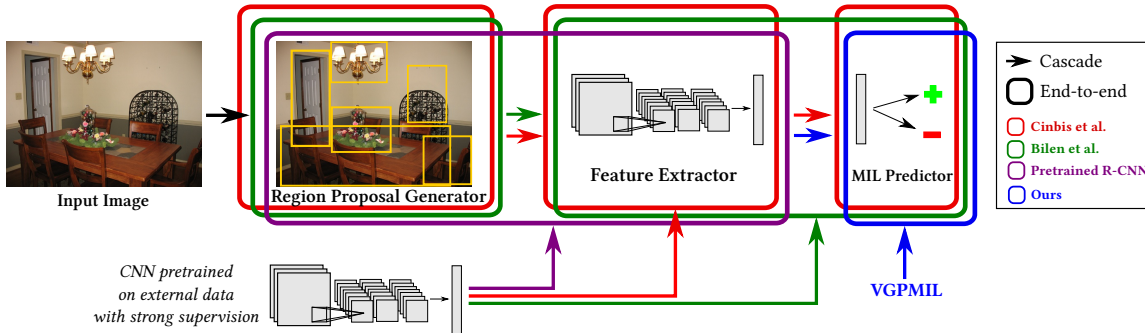 Input Image
Region Proposal Generator
Feature Extractor
MIL Predictor
Cascade
End-to-end
Cinbis et al.
Bilen et al.
Pretrained R-CNN
Ours
CNN pretrained
on external data
with strong supervision
VGPMIL